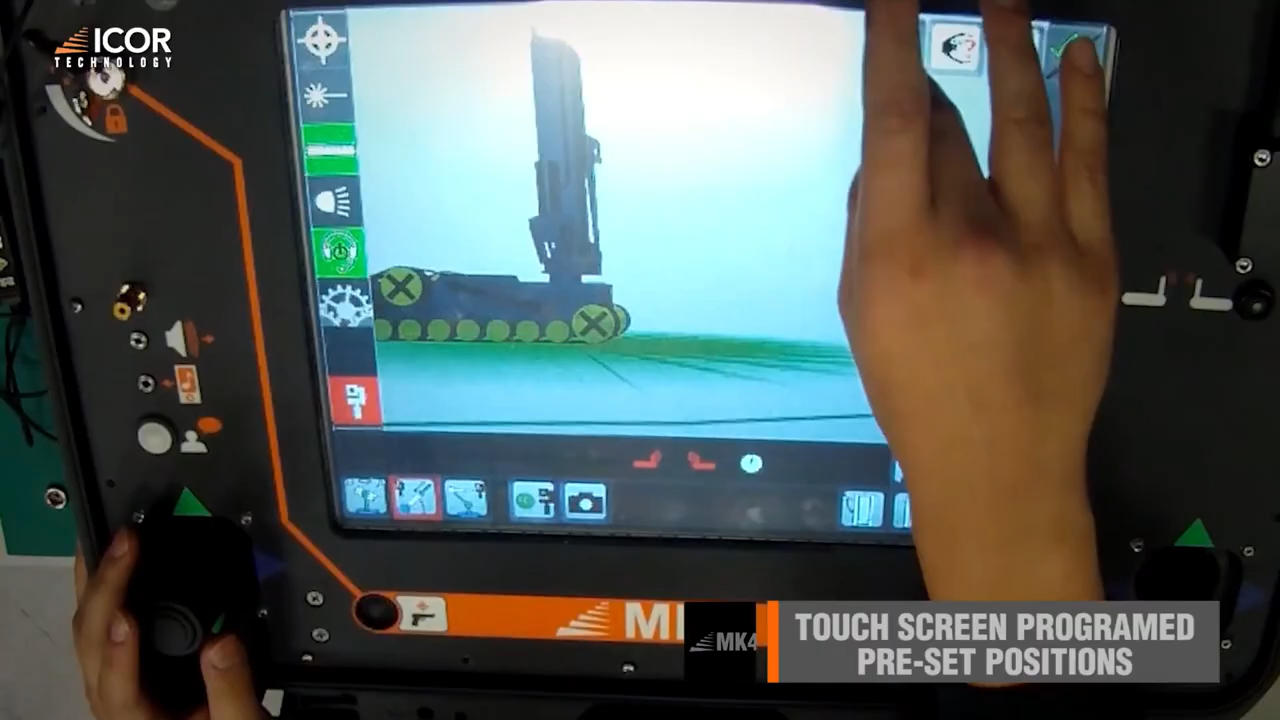 ICOR
TECHNOLOGY
MK4
TOUCH SCREEN PROGRAMED
PRE-SET POSITIONS